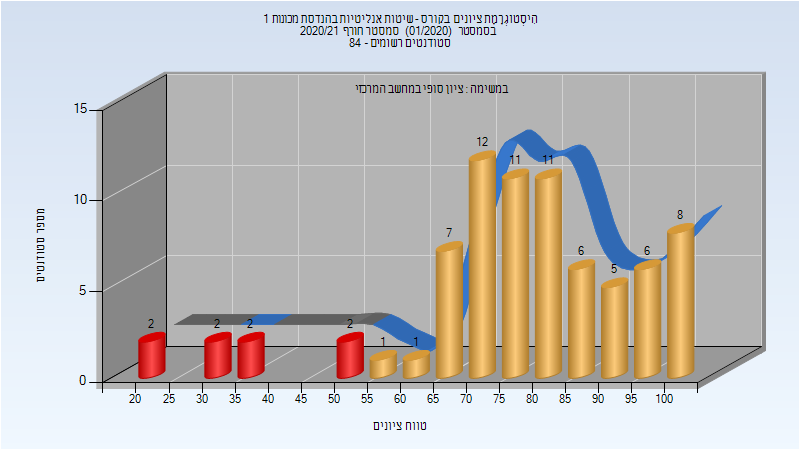 היסטוגרמת ציונים בקורס - שיטות אנליטיות בהנדסת מכונות 1
בסמסטר (01/2020) סמסטר חורף 2020/21
סטודנטים רשומים - 84
במשימה : ציון סופי במחשב המרכזי
15
10
5
0
מספר סטודנטים
2
2
2
2
1
1
7
12
11
11
6
5
6
8
20 25 30 35 40 45 50 55 60 65 70 75 80 85 90 95 100
טווח ציונים